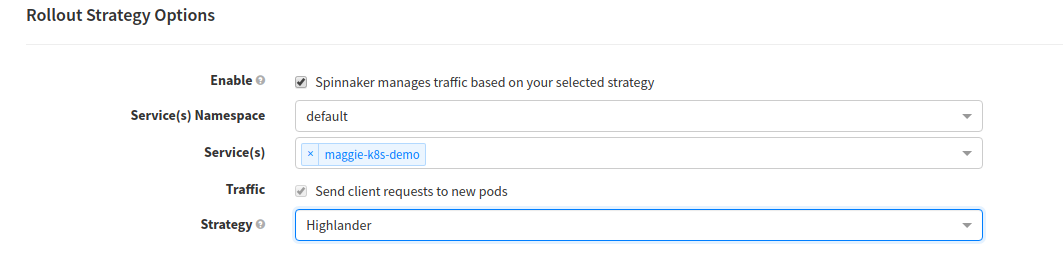 Rollout Strategy Options
Enable Spinnaker manages traffic based on your selected strategy
Service(s) Namespace default
Service(s) × maggie-k8s-demo
Traffic Send client requests to new pods
Strategy Highlander